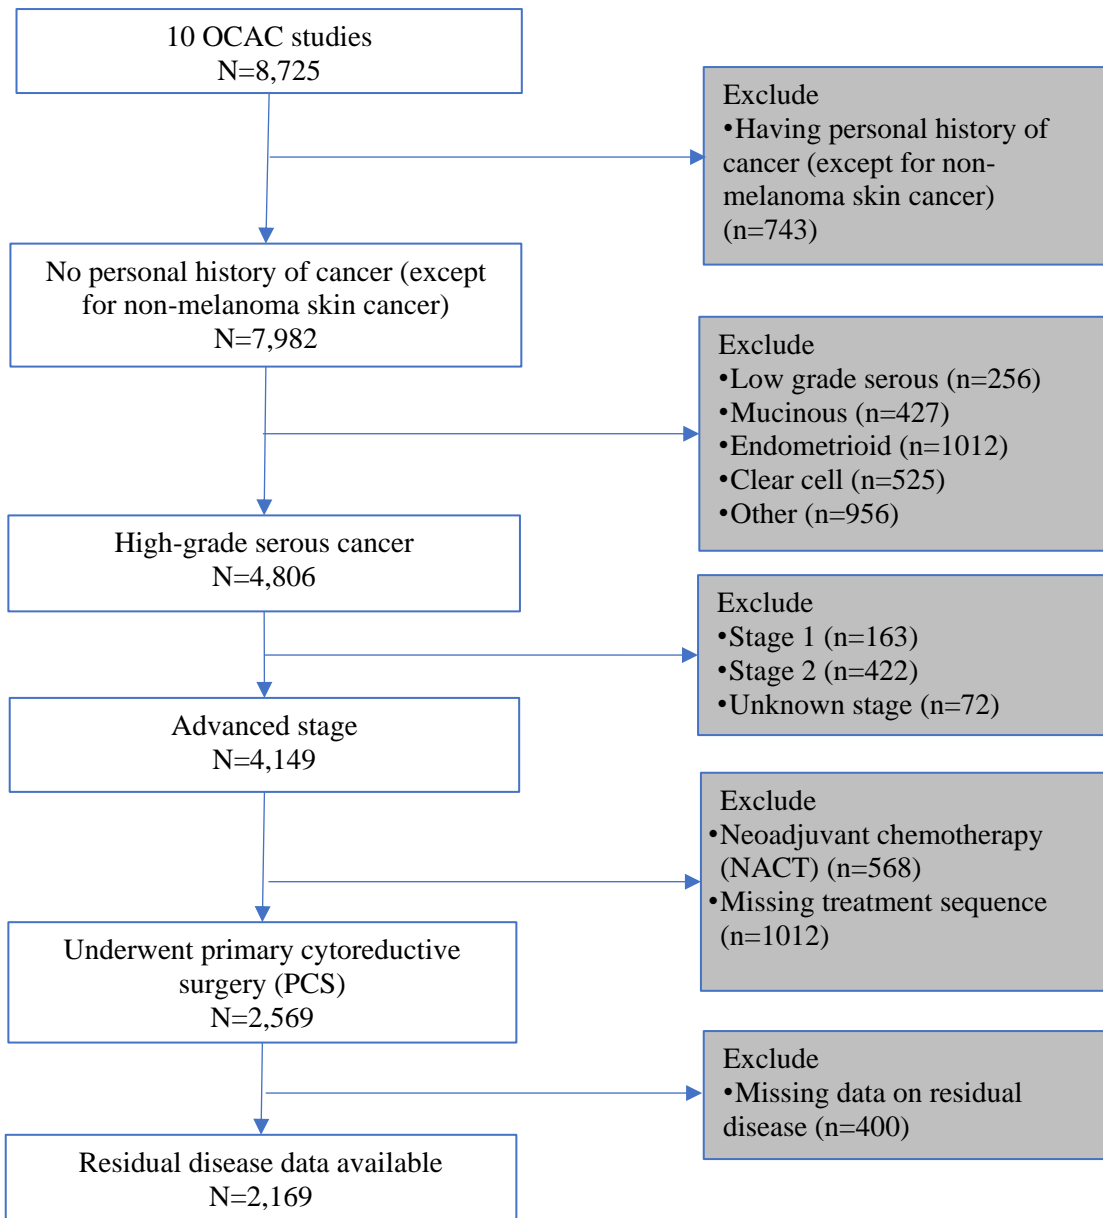 10 OCAC studies
N=8,725
Exclude
•Having personal history of
cancer (except for non-
melanoma skin cancer)
(n=743)
No personal history of cancer (except
for non-melanoma skin cancer)
N=7,982
Exclude
•Low grade serous (n=256)
•Mucinous (n=427)
•Endometrioid (n=1012)
•Clear cell (n=525)
•Other (n=956)
High-grade serous cancer
N=4,806
Exclude
•Stage 1 (n=163)
•Stage 2 (n=422)
•Unknown stage (n=72)
Advanced stage
N=4,149
Exclude
•Neoadjuvant chemotherapy
(NACT) (n=568)
•Missing treatment sequence
(n=1012)
Underwent primary cytoreductive
surgery (PCS)
N=2,569
Exclude
•Missing data on residual
disease (n=400)
Residual disease data available
N=2,169